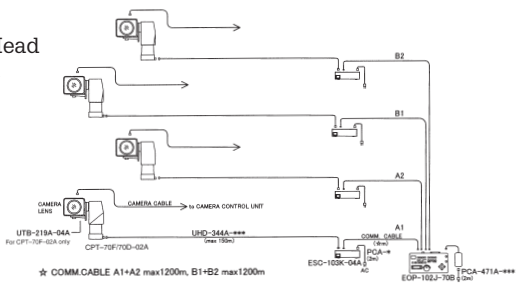 Head
B2
B1
A2
CAMERA
LENS
CAMERA CABLE
to CAMERA CONTROL UNIT
A1
UTB-219A-04A
For CPT-70F-02A only
CPT-70F/70D-02A
UHD-344A-***
(max 150m)
COMM. CABLE
(☆m)
ESC-103K-04A
PCA-*
(2m)
AC
EOP-102J-70B
PCA-471A-***
(2m)
☆ COMM.CABLE A1+A2 max1200m, B1+B2 max1200m